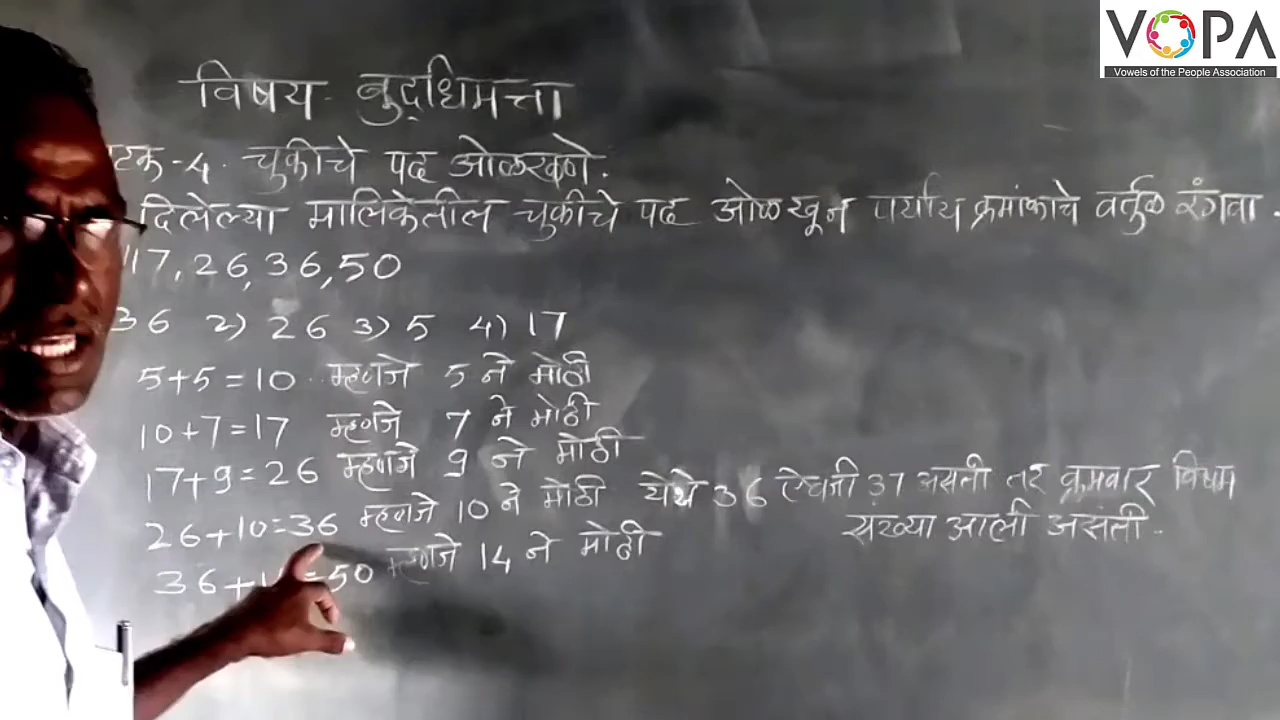 VOPA
Vowels of the People Association
विषय - बुद्धिमत्ता
टक -4. चुकीचे पद ओळखणे.
दिलेल्या मालिकेतील चुकीचे पद ओळखून पर्याय क्रमांकाचे वर्तुळ रंगवा.
17, 26, 36, 50
36 2) 26 3) 5 4) 17
5+5=10 म्हणजे 5 ने मोठी
10+7=17 म्हणजे 7 ने मोठी
17+9=26 म्हणजे 9 ने मोठी
26+10=36 म्हणजे 10 ने मोठी येथे 36 ऐवजी 37 असती तर क्रमवार विषम
संख्या आली असती.
36+1 =50 म्हणजे 14 ने मोठी